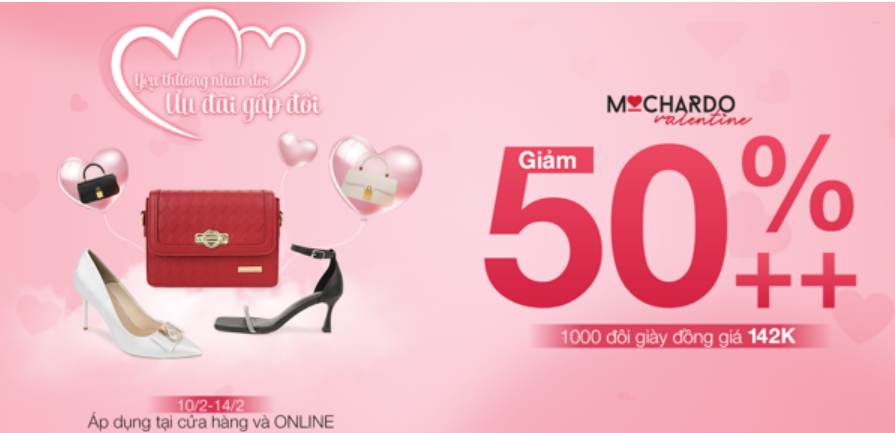 Yêu thương nhân đôi
Ưu đãi gấp đôi
MOCHARDO
valentine
Giảm
50%
++
1000 đôi giày đồng giá 142K
10/2-14/2
Áp dụng tại cửa hàng và ONLINE